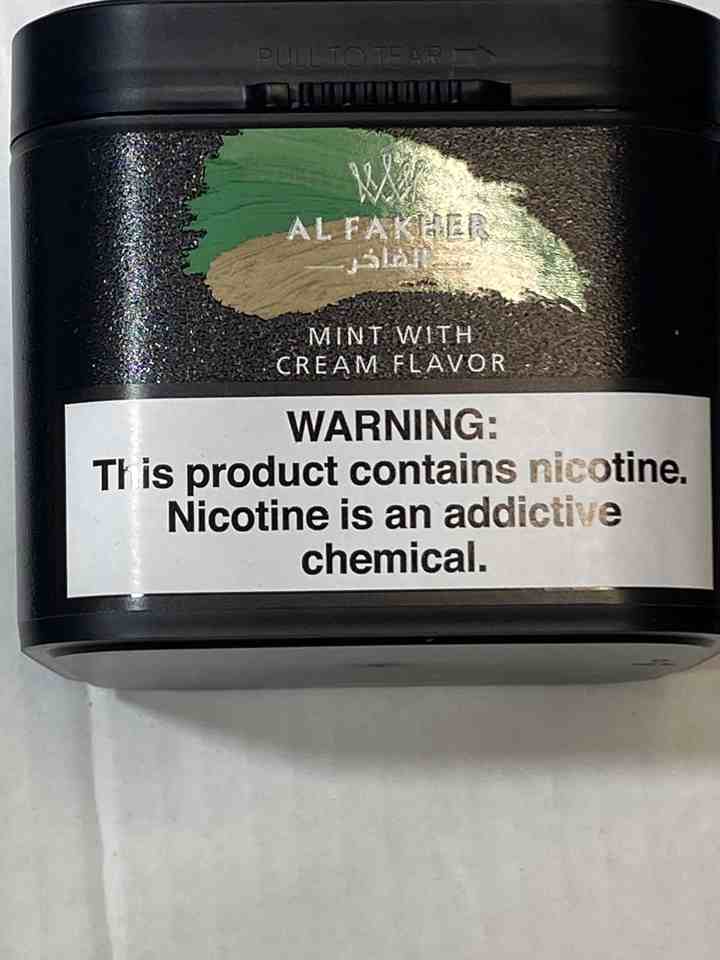 PULL TO TEAR
AL FAKHER
الفاخر
MINT WITH
CREAM FLAVOR
WARNING:
This product contains nicotine.
Nicotine is an addictive
chemical.